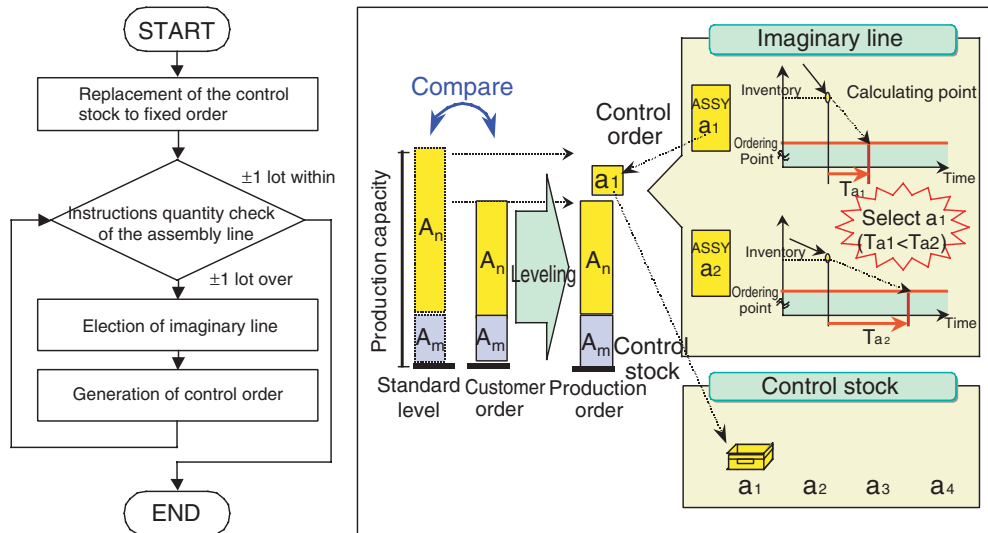 START
Replacement of the control
stock to fixed order
±1 lot within
Instructions quantity check
of the assembly line
±1 lot over
Election of imaginary line
Generation of control order
END
Compare
Production capacity
An
Am
Standard
level
An
Am
Customer
order
Leveling
a1
An
Am
Production
order
Control
order
Control
stock
Imaginary line
ASSY
a1
Inventory
Calculating point
Ordering
Point
Time
Ta1
Select a1
(Ta1<Ta2)
ASSY
a2
Inventory
Ordering
point
Time
Ta2
Control stock
a1 a2 a3 a4